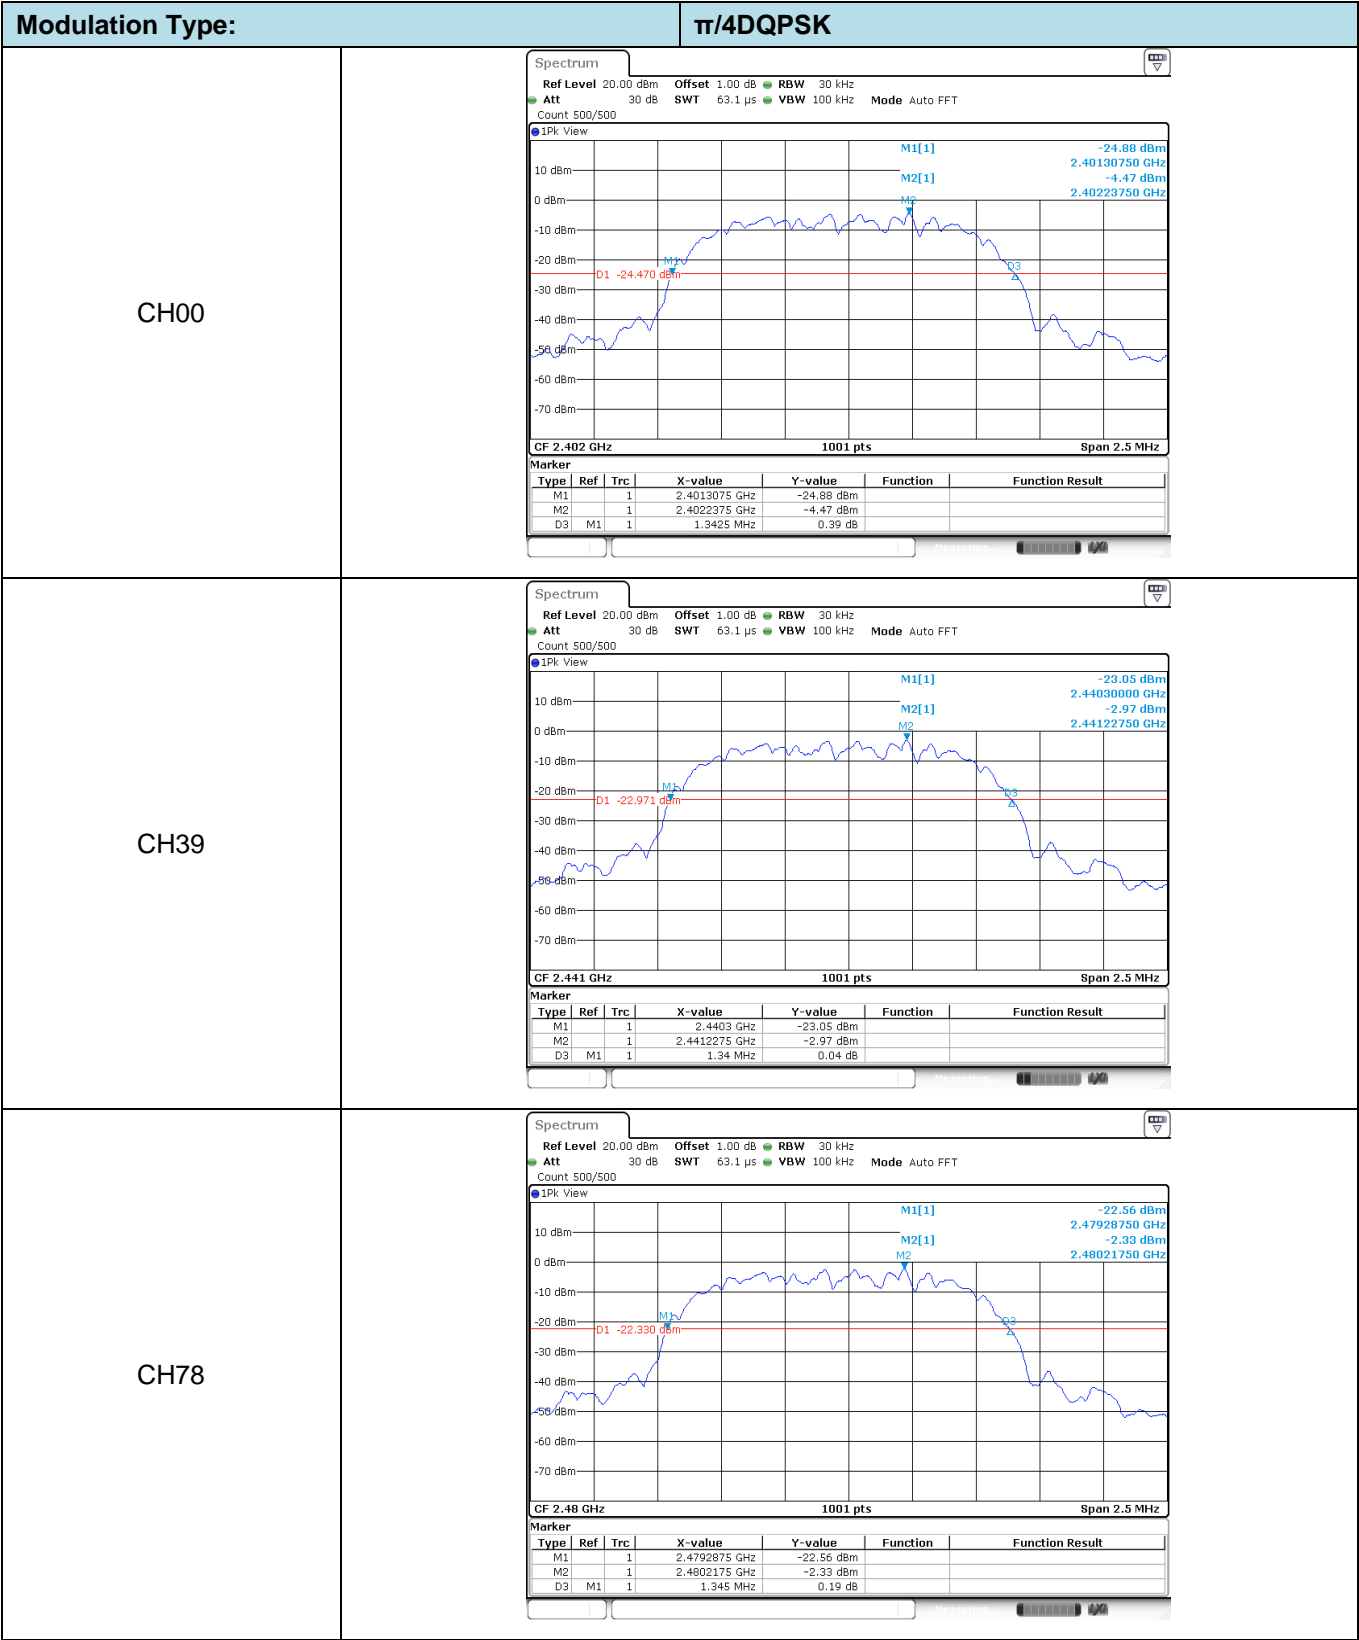 Modulation Type: π/4DQPSK
CH00
Spectrum
Ref Level 20.00 dBm Offset 1.00 dB RBW 30 kHz
Att 30 dB SWT 63.1 µs VBW 100 kHz Mode Auto FFT
Count 500/500
1Pk View
M1[1] -24.88 dBm
2.40130750 GHz
10 dBm
M2[1] -4.47 dBm
2.40223750 GHz
0 dBm
M2
-10 dBm
-20 dBm
M1
D3
D1 -24.470 dBm
-30 dBm
-40 dBm
-50 dBm
-60 dBm
-70 dBm
CF 2.402 GHz 1001 pts Span 2.5 MHz
Marker
Type Ref Trc X-value Y-value Function Function Result
M1 1 2.4013075 GHz -24.88 dBm
M2 1 2.4022375 GHz -4.47 dBm
D3 M1 1 1.3425 MHz 0.39 dB
Measuring
CH39
Spectrum
Ref Level 20.00 dBm Offset 1.00 dB RBW 30 kHz
Att 30 dB SWT 63.1 µs VBW 100 kHz Mode Auto FFT
Count 500/500
1Pk View
M1[1] -23.05 dBm
2.44030000 GHz
10 dBm
M2[1] -2.97 dBm
2.44122750 GHz
M2
0 dBm
-10 dBm
-20 dBm
M1
D3
D1 -22.971 dBm
-30 dBm
-40 dBm
-50 dBm
-60 dBm
-70 dBm
CF 2.441 GHz 1001 pts Span 2.5 MHz
Marker
Type Ref Trc X-value Y-value Function Function Result
M1 1 2.4403 GHz -23.05 dBm
M2 1 2.4412275 GHz -2.97 dBm
D3 M1 1 1.34 MHz 0.04 dB
Measuring
CH78
Spectrum
Ref Level 20.00 dBm Offset 1.00 dB RBW 30 kHz
Att 30 dB SWT 63.1 µs VBW 100 kHz Mode Auto FFT
Count 500/500
1Pk View
M1[1] -22.56 dBm
2.47928750 GHz
10 dBm
M2[1] -2.33 dBm
2.48021750 GHz
M2
0 dBm
-10 dBm
M1
-20 dBm
D3
D1 -22.330 dBm
-30 dBm
-40 dBm
-50 dBm
-60 dBm
-70 dBm
CF 2.48 GHz 1001 pts Span 2.5 MHz
Marker
Type Ref Trc X-value Y-value Function Function Result
M1 1 2.4792875 GHz -22.56 dBm
M2 1 2.4802175 GHz -2.33 dBm
D3 M1 1 1.345 MHz 0.19 dB
Measuring